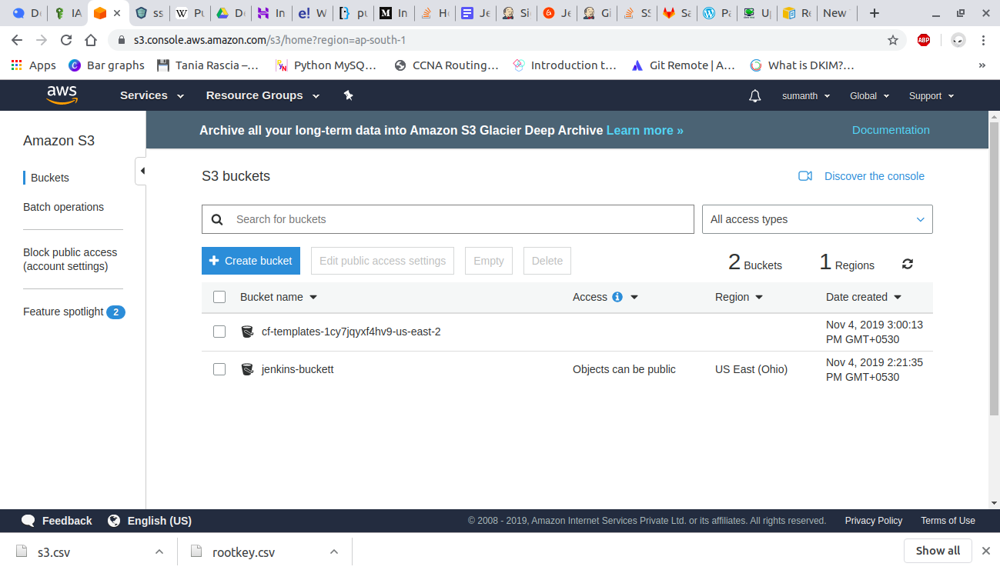 IA
ss
W Pu
In
e! W
pu
In
Ho
Je
Si
Je
Gi
SS
Sa
Pa
Up
Re
New
s3.console.aws.amazon.com/s3/home?region=ap-south-1
ABP
Apps
Bar graphs
Tania Rascia –...
Python MySQ...
CCNA Routing...
Introduction t...
Git Remote | A...
What is DKIM?...
»
aws
Services
Resource Groups
sumanth
Global
Support
Amazon S3
Buckets
Batch operations
Block public access
(account settings)
Feature spotlight 2
Archive all your long-term data into Amazon S3 Glacier Deep Archive Learn more »
Documentation
S3 buckets
Discover the console
Search for buckets
All access types
+ Create bucket
Edit public access settings
Empty
Delete
2 Buckets
1 Regions
Bucket name
Access
Region
Date created
cf-templates-1cy7jqyxf4hv9-us-east-2
Nov 4, 2019 3:00:13
PM GMT+0530
jenkins-buckett
Objects can be public
US East (Ohio)
Nov 4, 2019 2:21:35
PM GMT+0530
Feedback
English (US)
© 2008 - 2019, Amazon Internet Services Private Ltd. or its affiliates. All rights reserved.
Privacy Policy
Terms of Use
s3.csv
rootkey.csv
Show all